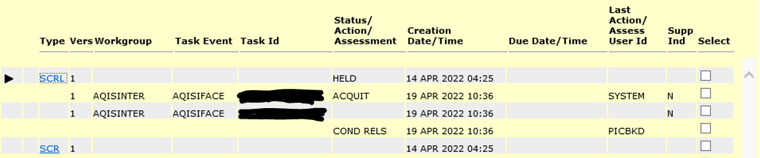 Status/ Last Action/
Action/ Creation Assess Supp
Type Vers Workgroup Task Event Task Id Assessment Date/Time Due Date/Time User Id Ind Select
SCRL 1 HELD 14 APR 2022 04:25
1 AQISINTER AQISIFACE ACQUIT 19 APR 2022 10:36 SYSTEM N
1 AQISINTER AQISIFACE 19 APR 2022 10:36 N
COND RELS 19 APR 2022 10:36 PICBKD
SCR 1 14 APR 2022 04:25